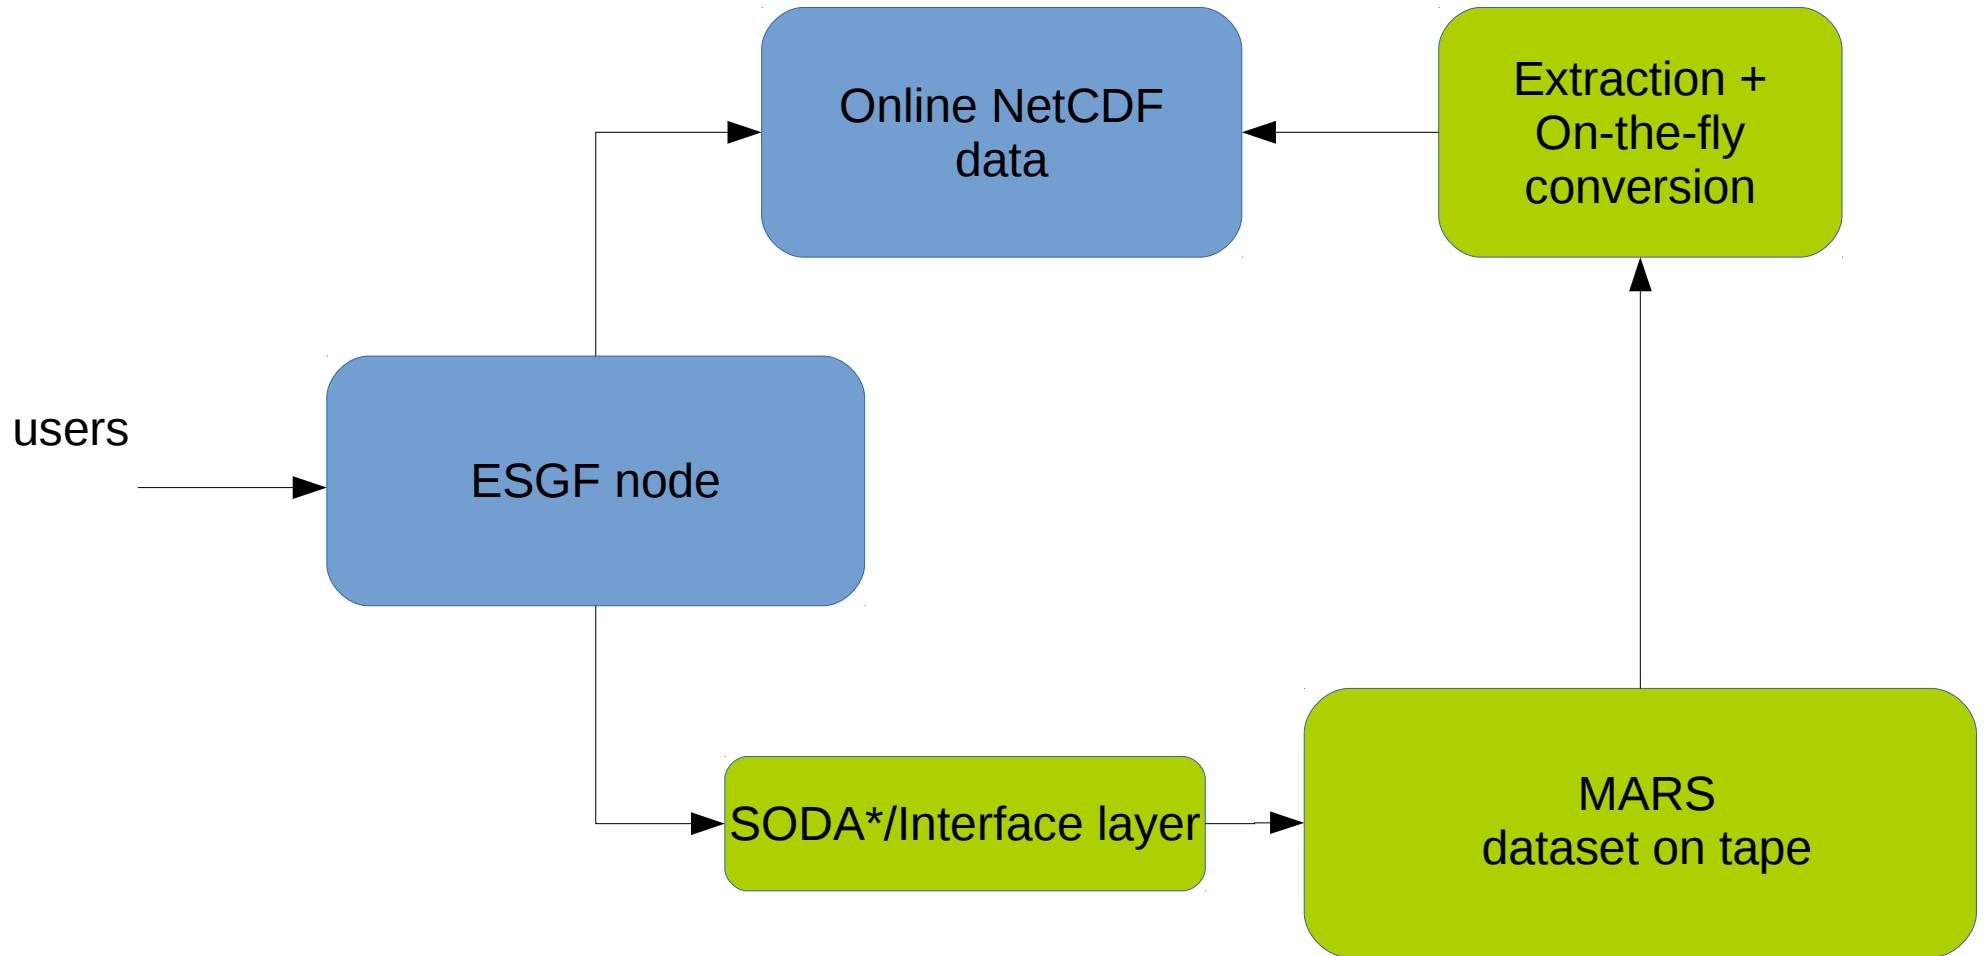 Online NetCDF
data
Extraction +
On-the-fly
conversion
users
ESGF node
SODA*/Interface layer
MARS
dataset on tape